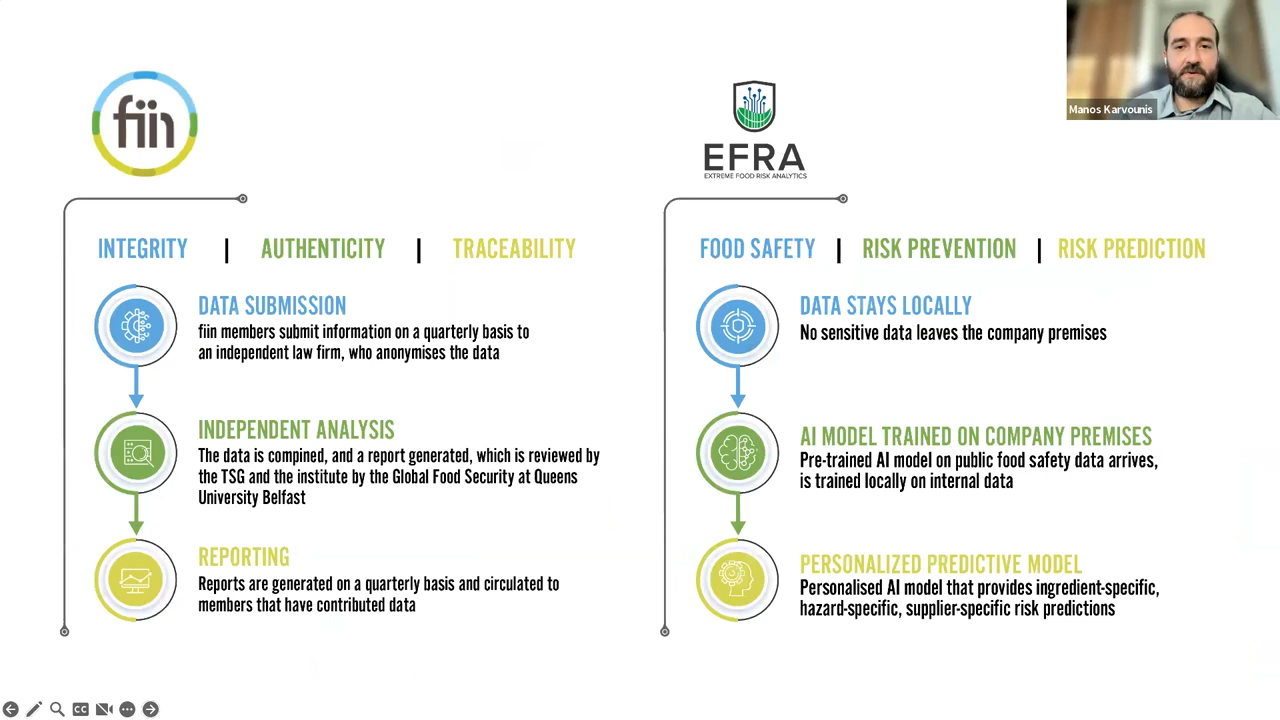 Manos Karvounis
fiin
INTEGRITY | AUTHENTICITY | TRACEABILITY
DATA SUBMISSION
fiin members submit information on a quarterly basis to
an independent law firm, who anonymises the data
INDEPENDENT ANALYSIS
The data is compined, and a report generated, which is reviewed by
the TSG and the institute by the Global Food Security at Queens
University Belfast
REPORTING
Reports are generated on a quarterly basis and circulated to
members that have contributed data
EFRA
EXTREME FOOD RISK ANALYTICS
FOOD SAFETY | RISK PREVENTION | RISK PREDICTION
DATA STAYS LOCALLY
No sensitive data leaves the company premises
AI MODEL TRAINED ON COMPANY PREMISES
Pre-trained AI model on public food safety data arrives,
is trained locally on internal data
PERSONALIZED PREDICTIVE MODEL
Personalised AI model that provides ingredient-specific,
hazard-specific, supplier-specific risk predictions
CC